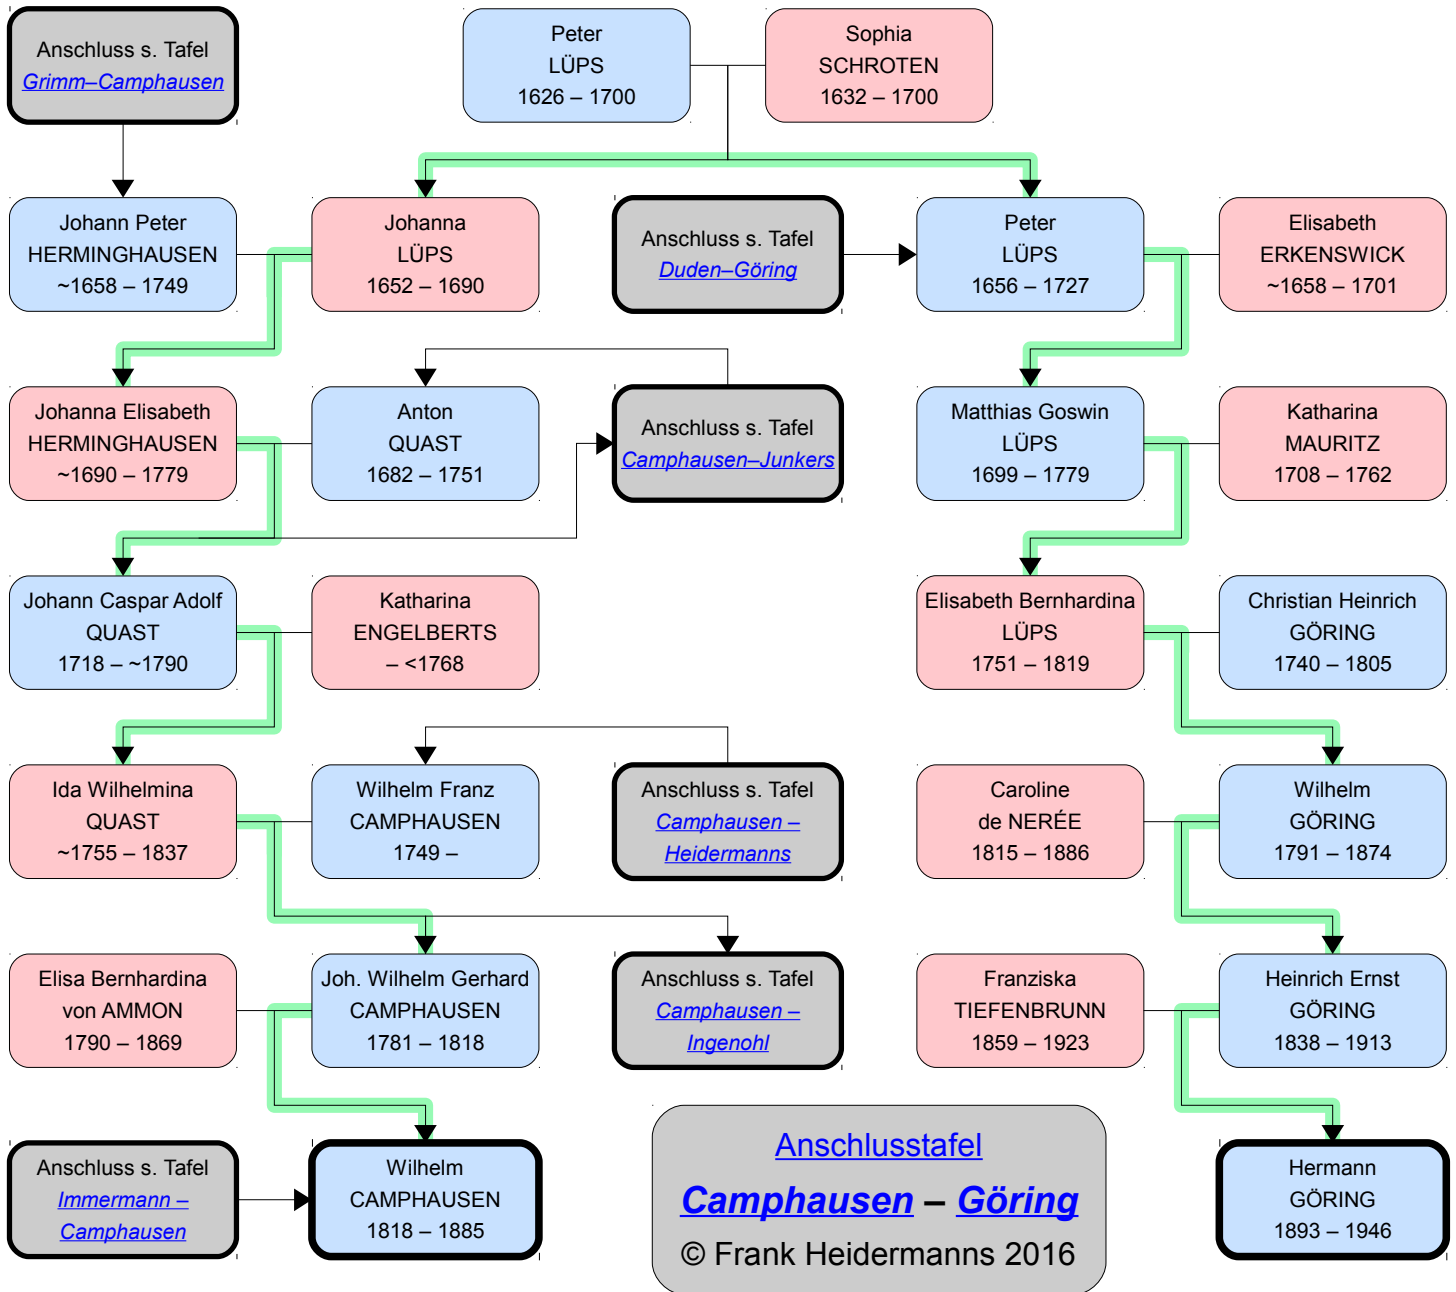 Anschluss s. Tafel
Grimm–Camphausen
Peter
LÜPS
1626 – 1700
Sophia
SCHROTEN
1632 – 1700
Johann Peter
HERMINGHAUSEN
~1658 – 1749
Johanna
LÜPS
1652 – 1690
Anschluss s. Tafel
Duden–Göring
Peter
LÜPS
1656 – 1727
Elisabeth
ERKENSWICK
~1658 – 1701
Johanna Elisabeth
HERMINGHAUSEN
~1690 – 1779
Anton
QUAST
1682 – 1751
Anschluss s. Tafel
Camphausen–Junkers
Matthias Goswin
LÜPS
1699 – 1779
Katharina
MAURITZ
1708 – 1762
Johann Caspar Adolf
QUAST
1718 – ~1790
Katharina
ENGELBERTS
– <1768
Elisabeth Bernhardina
LÜPS
1751 – 1819
Christian Heinrich
GÖRING
1740 – 1805
Ida Wilhelmina
QUAST
~1755 – 1837
Wilhelm Franz
CAMPHAUSEN
1749 –
Anschluss s. Tafel
Camphausen –
Heidermanns
Caroline
de NERÉE
1815 – 1886
Wilhelm
GÖRING
1791 – 1874
Elisa Bernhardina
von AMMON
1790 – 1869
Joh. Wilhelm Gerhard
CAMPHAUSEN
1781 – 1818
Anschluss s. Tafel
Camphausen –
Ingenohl
Franziska
TIEFENBRUNN
1859 – 1923
Heinrich Ernst
GÖRING
1838 – 1913
Anschluss s. Tafel
Immermann –
Camphausen
Wilhelm
CAMPHAUSEN
1818 – 1885
Anschlusstafel
Camphausen – Göring
© Frank Heidermanns 2016
Hermann
GÖRING
1893 – 1946